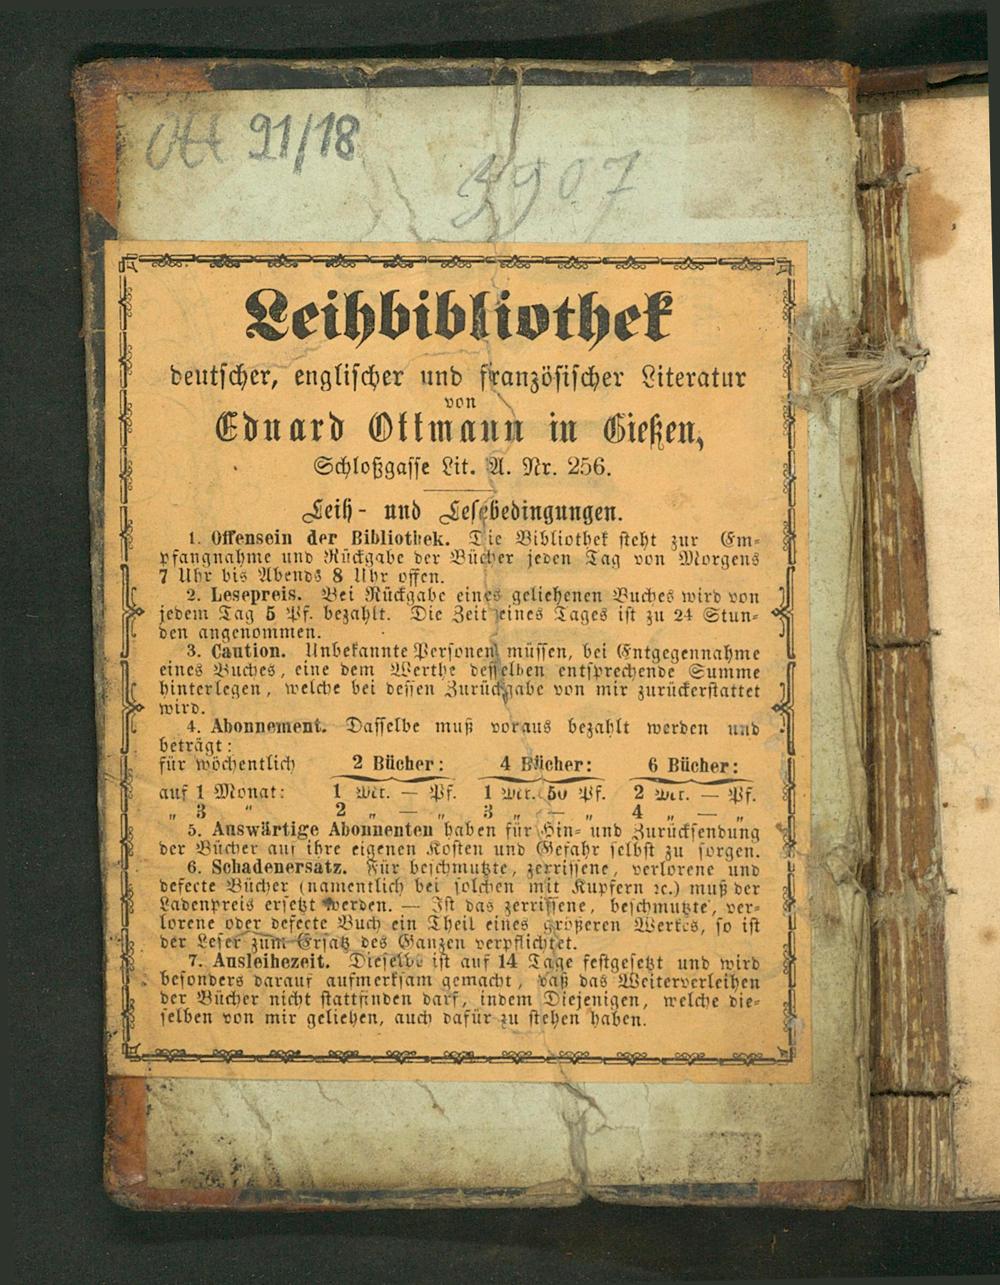 Ott 91/18
3907
Leihbibliothek
deutscher, englischer und französischer Literatur
von
Eduard Ottmann in Gießen,
Schloßgasse Lit. A. Nr. 256.
Leih- und Lesebedingungen.
1. Offensein der Bibliothek. Die Bibliothek steht zur Em-
pfangnahme und Rückgabe der Bücher jeden Tag von Morgens
7 Uhr bis Abends 8 Uhr offen.
2. Lesepreis. Bei Rückgabe eines geliehenen Buches wird von
jedem Tag 5 Pf. bezahlt. Die Zeit eines Tages ist zu 24 Stun-
den angenommen.
3. Caution. Unbekannte Personen müssen, bei Entgegennahme
eines Buches, eine dem Werthe desselben entsprechende Summe
hinterlegen, welche bei dessen Zurückgabe von mir zurückerstattet
wird.
4. Abonnement. Dasselbe muß voraus bezahlt werden und
beträgt:
für wöchentlich 2 Bücher: 4 Bücher: 6 Bücher:
auf 1 Monat: 1 Mk. — Pf. 1 Mk. 50 Pf. 2 Mk. — Pf.
„ 3 „ 2 „ — „ 3 „ — „ 4 „ — „
5. Auswärtige Abonnenten haben für Hin- und Zurücksendung
der Bücher auf ihre eigenen Kosten und Gefahr selbst zu sorgen.
6. Schadenersatz. Für beschmutzte, zerrissene, verlorene und
defecte Bücher (namentlich bei solchen mit Kupfern ꝛc.) muß der
Ladenpreis ersetzt werden. — Ist das zerrissene, beschmutzte, ver-
lorene oder defecte Buch ein Theil eines größeren Werkes, so ist
der Leser zum Ersatz des Ganzen verpflichtet.
7. Ausleihezeit. Dieselbe ist auf 14 Tage festgesetzt und wird
besonders darauf aufmerksam gemacht, daß das Weiterverleihen
der Bücher nicht stattfinden darf, indem Diejenigen, welche die-
selben von mir geliehen, auch dafür zu stehen haben.